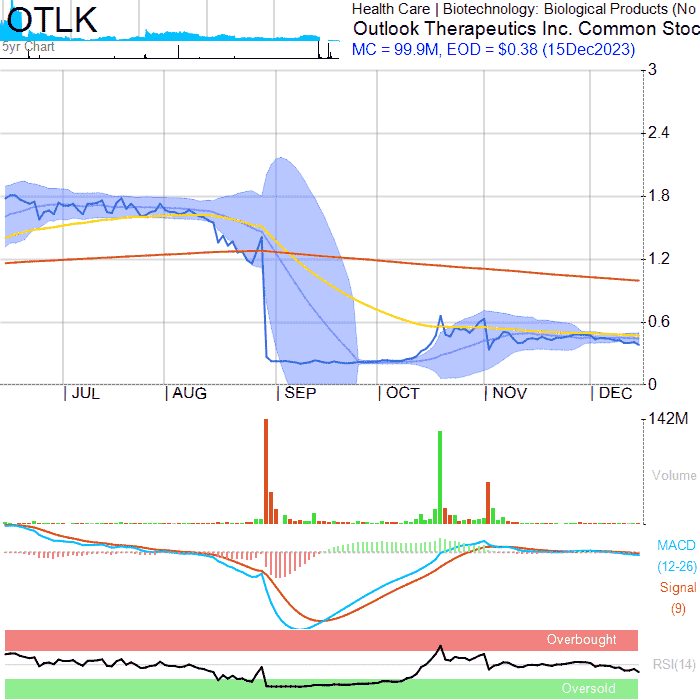 OTLK
5yr Chart
Health Care | Biotechnology: Biological Products (No
Outlook Therapeutics Inc. Common Stoc
MC = 99.9M, EOD = $0.38 (15Dec2023)
3
2.4
1.8
1.2
0.6
0
JUL AUG SEP OCT NOV DEC
142M
Volume
MACD
(12-26)
Signal
(9)
Overbought
RSI(14)
Oversold